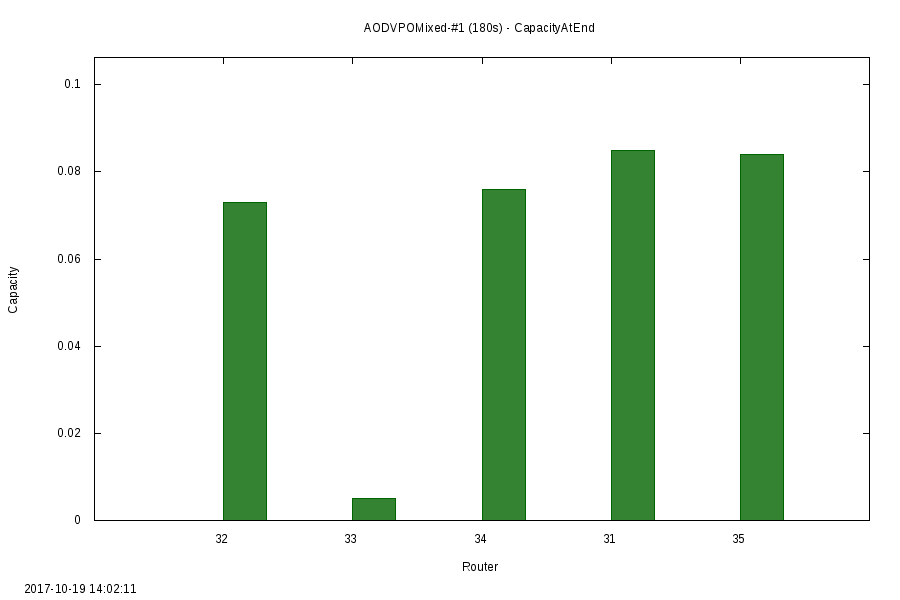 AODVPOMixed-#1 (180s) - CapacityAtEnd
0.1
0.08
0.06
0.04
0.02
0
Capacity
32 33 34 31 35
Router
2017-10-19 14:02:11